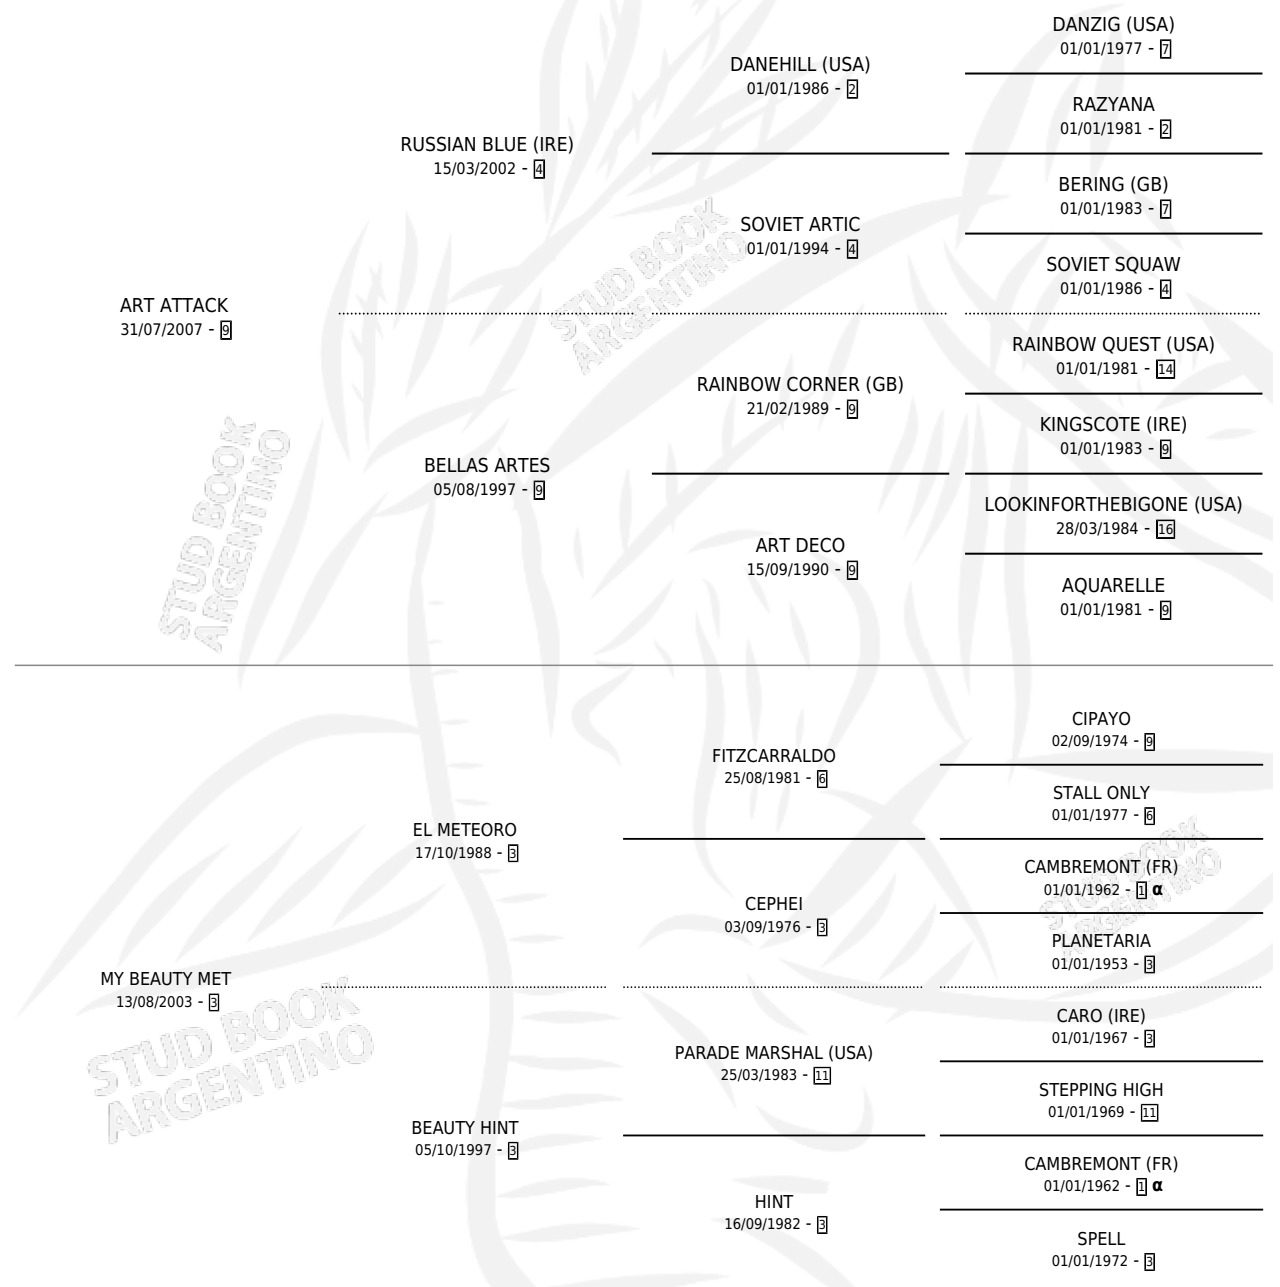 DANZIG (USA)
01/01/1977 - 7
DANEHILL (USA)
01/01/1986 - 2
RAZYANA
01/01/1981 - 2
RUSSIAN BLUE (IRE)
15/03/2002 - 4
BERING (GB)
01/01/1983 - 7
SOVIET ARTIC
01/01/1994 - 4
SOVIET SQUAW
01/01/1986 - 4
ART ATTACK
31/07/2007 - 9
RAINBOW QUEST (USA)
01/01/1981 - 14
RAINBOW CORNER (GB)
21/02/1989 - 9
KINGSCOTE (IRE)
01/01/1983 - 9
BELLAS ARTES
05/08/1997 - 9
LOOKINFORTHEBIGONE (USA)
28/03/1984 - 16
ART DECO
15/09/1990 - 9
AQUARELLE
01/01/1981 - 9
CIPAYO
02/09/1974 - 9
FITZCARRALDO
25/08/1981 - 6
STALL ONLY
01/01/1977 - 6
EL METEORO
17/10/1988 - 3
CAMBREMONT (FR)
01/01/1962 - 1 α
CEPHEI
03/09/1976 - 3
PLANETARIA
01/01/1953 - 3
MY BEAUTY MET
13/08/2003 - 3
CARO (IRE)
01/01/1967 - 3
PARADE MARSHAL (USA)
25/03/1983 - 11
STEPPING HIGH
01/01/1969 - 11
BEAUTY HINT
05/10/1997 - 3
CAMBREMONT (FR)
01/01/1962 - 1 α
HINT
16/09/1982 - 3
SPELL
01/01/1972 - 3
STUD BOOK
ARGENTINO
STUD BOOK
ARGENTINO
STUD BOOK
ARGENTINO
STUD BOOK
ARGENTINO